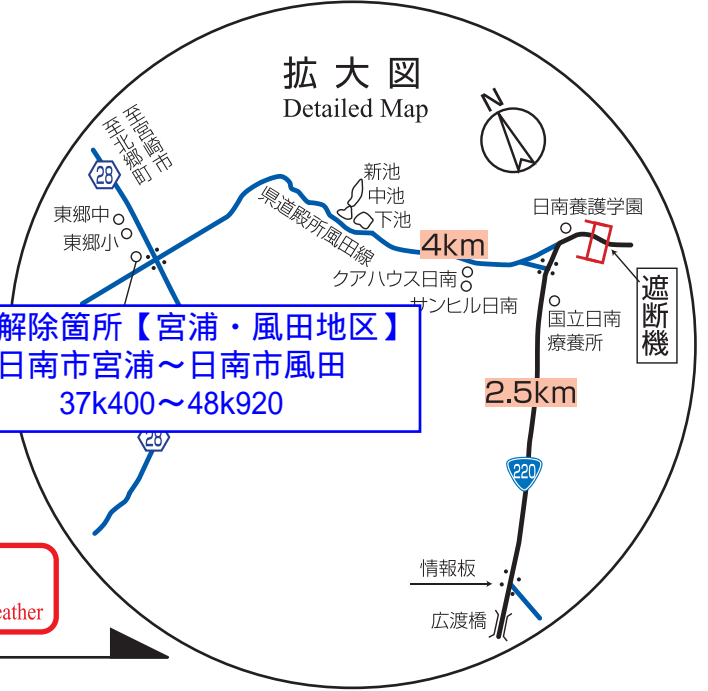 拡大図
Detailed Map
N
至宮崎市
至北郷町
28
東郷中
東郷小
県道殿所風田線
新池
中池
下池
4km
クアハウス日南
サンヒル日南
日南養護学園
遮断機
国立日南
療養所
解除箇所【宮浦・風田地区】
日南市宮浦～日南市風田
37k400～48k920
28
2.5km
220
情報板
広渡橋
eather